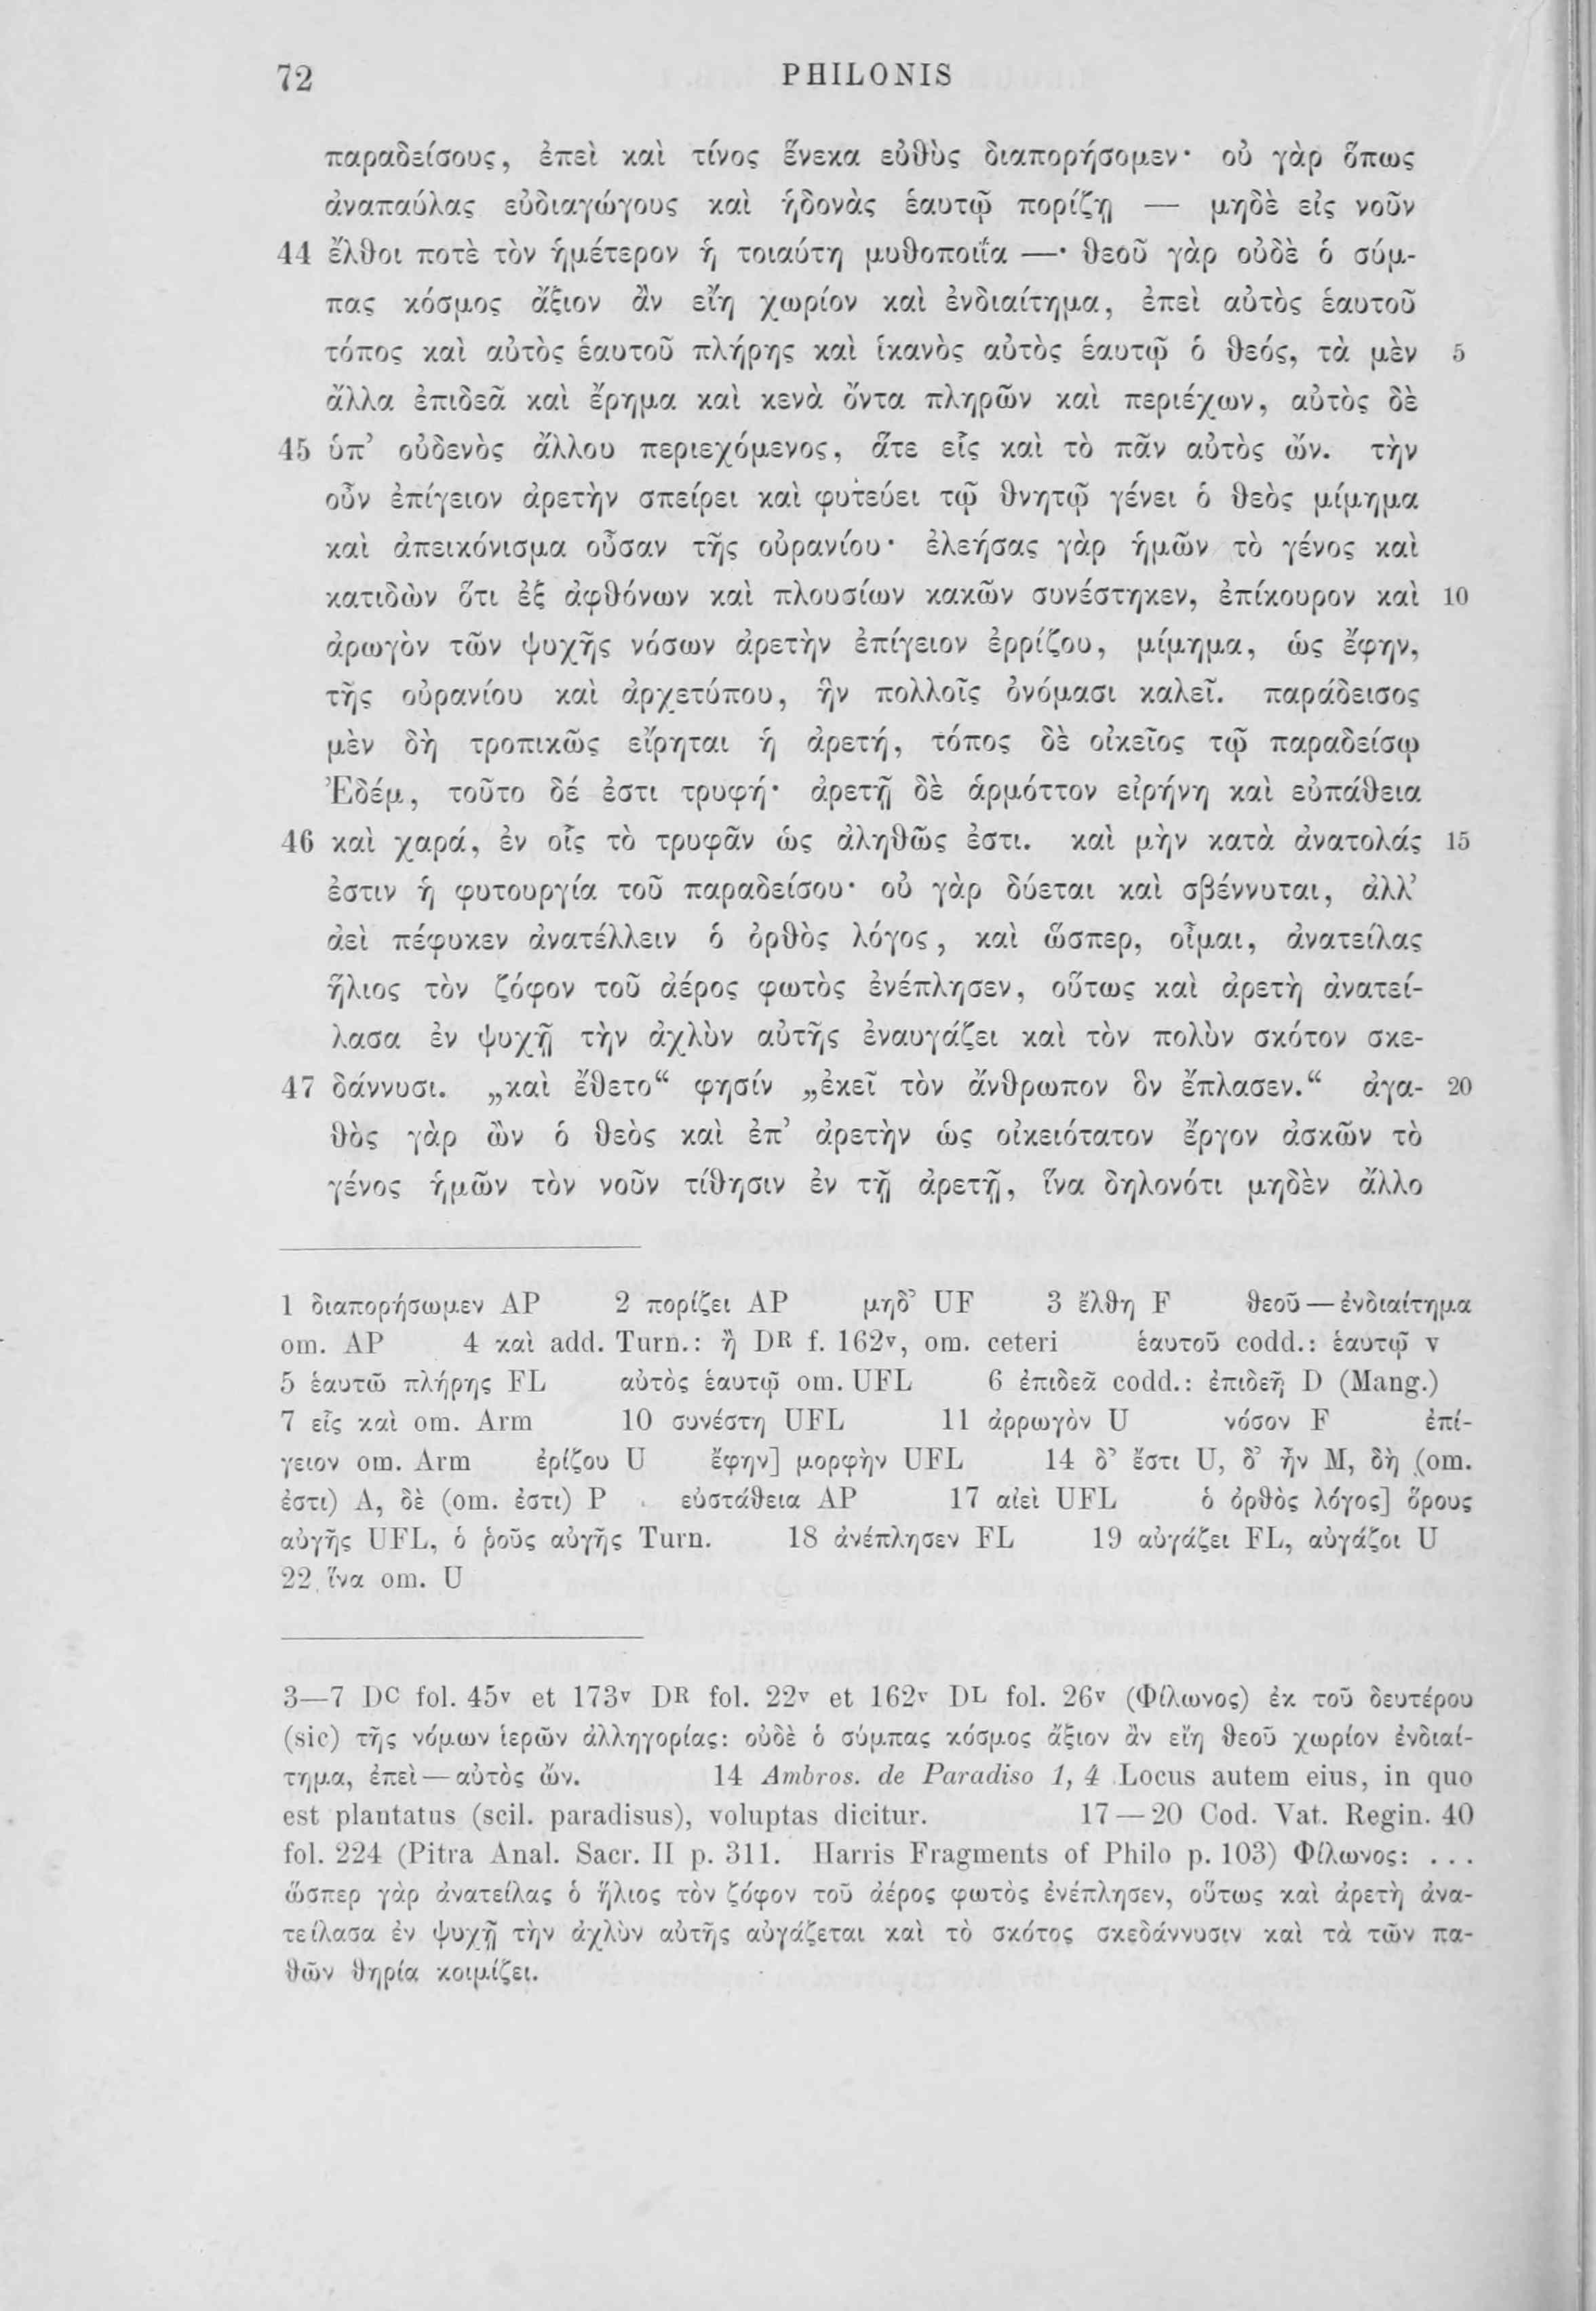 72 PHILONIS
παραδείσους, ἐπεὶ καὶ τίνος ἕνεκα εὐθὺς διαπορήσομεν· οὐ γὰρ ὅπως
ἀναπαύλας εὐδιαγώγους καὶ ἡδονὰς ἑαυτῷ πορίζῃ — μηδὲ εἰς νοῦν
44 ἔλθοι ποτὲ τὸν ἡμέτερον ἡ τοιαύτη μυθοποιΐα —· θεοῦ γὰρ οὐδὲ ὁ σύμ-
πας κόσμος ἄξιον ἂν εἴη χωρίον καὶ ἐνδιαίτημα, ἐπεὶ αὐτὸς ἑαυτοῦ
τόπος καὶ αὐτὸς ἑαυτοῦ πλήρης καὶ ἱκανὸς αὐτὸς ἑαυτῷ ὁ θεός, τὰ μὲν 5
ἄλλα ἐπιδεᾶ καὶ ἔρημα καὶ κενὰ ὄντα πληρῶν καὶ περιέχων, αὐτὸς δὲ
45 ὑπ’ οὐδενὸς ἄλλου περιεχόμενος, ἅτε εἷς καὶ τὸ πᾶν αὐτὸς ὤν. τὴν
οὖν ἐπίγειον ἀρετὴν σπείρει καὶ φυτεύει τῷ θνητῷ γένει ὁ θεὸς μίμημα
καὶ ἀπεικόνισμα οὖσαν τῆς οὐρανίου· ἐλεήσας γὰρ ἡμῶν τὸ γένος καὶ
κατιδὼν ὅτι ἐξ ἀφθόνων καὶ πλουσίων κακῶν συνέστηκεν, ἐπίκουρον καὶ 10
ἀρωγὸν τῶν ψυχῆς νόσων ἀρετὴν ἐπίγειον ἐρρίζου, μίμημα, ὡς ἔφην,
τῆς οὐρανίου καὶ ἀρχετύπου, ἣν πολλοῖς ὀνόμασι καλεῖ. παράδεισος
μὲν δὴ τροπικῶς εἴρηται ἡ ἀρετή, τόπος δὲ οἰκεῖος τῷ παραδείσῳ
Ἐδέμ, τοῦτο δέ ἐστι τρυφή· ἀρετῇ δὲ ἁρμόττον εἰρήνη καὶ εὐπάθεια
46 καὶ χαρά, ἐν οἷς τὸ τρυφᾶν ὡς ἀληθῶς ἐστι. καὶ μὴν κατὰ ἀνατολάς 15
ἐστιν ἡ φυτουργία τοῦ παραδείσου· οὐ γὰρ δύεται καὶ σβέννυται, ἀλλ’
ἀεὶ πέφυκεν ἀνατέλλειν ὁ ὀρθὸς λόγος, καὶ ὥσπερ, οἶμαι, ἀνατείλας
ἥλιος τὸν ζόφον τοῦ ἀέρος φωτὸς ἐνέπλησεν, οὕτως καὶ ἀρετὴ ἀνατεί-
λασα ἐν ψυχῇ τὴν ἀχλὺν αὐτῆς ἐναυγάζει καὶ τὸν πολὺν σκότον σκε-
47 δάννυσι. „καὶ ἔθετο“ φησίν „ἐκεῖ τὸν ἄνθρωπον ὃν ἔπλασεν.“ ἀγα- 20
θὸς γὰρ ὢν ὁ θεὸς καὶ ἐπ’ ἀρετὴν ὡς οἰκειότατον ἔργον ἀσκῶν τὸ
γένος ἡμῶν τὸν νοῦν τίθησιν ἐν τῇ ἀρετῇ, ἵνα δηλονότι μηδὲν ἄλλο
1 διαπορήσωμεν AP 2 πορίζει AP μηδ’ UF 3 ἔλθη F θεοῦ — ἐνδιαίτημα
om. AP 4 καὶ add. Turn.: ἢ DR f. 162v, om. ceteri ἑαυτοῦ codd.: ἑαυτῷ v
5 ἑαυτῶ πλήρης FL αὐτὸς ἑαυτῷ om. UFL 6 ἐπιδεᾶ codd.: ἐπιδεῆ D (Mang.)
7 εἷς καὶ om. Arm 10 συνέστη UFL 11 ἀρρωγὸν U νόσον F ἐπί-
γειον om. Arm ἐρίζου U ἔφην] μορφὴν UFL 14 δ’ ἔστι U, δ’ ἦν M, δὴ (om.
ἐστι) A, δὲ (om. ἐστι) P εὐστάθεια AP 17 αἰεὶ UFL ὁ ὀρθὸς λόγος] ὄρους
αὐγῆς UFL, ὁ ῥοῦς αὐγῆς Turn. 18 ἀνέπλησεν FL 19 αὐγάζει FL, αὐγάζοι U
22 ἵνα om. U
3—7 DC fol. 45v et 173v DR fol. 22v et 162v DL fol. 26v (Φίλωνος) ἐκ τοῦ δευτέρου
(sic) τῆς νόμων ἱερῶν ἀλληγορίας: οὐδὲ ὁ σύμπας κόσμος ἄξιον ἂν εἴη θεοῦ χωρίον ἐνδιαί-
τημα, ἐπεὶ — αὐτὸς ὤν. 14 Ambros. de Paradiso 1, 4 Locus autem eius, in quo
est plantatus (scil. paradisus), voluptas dicitur. 17 — 20 Cod. Vat. Regin. 40
fol. 224 (Pitra Anal. Sacr. II p. 311. Harris Fragments of Philo p. 103) Φίλωνος: . . .
ὥσπερ γὰρ ἀνατείλας ὁ ἥλιος τὸν ζόφον τοῦ ἀέρος φωτὸς ἐνέπλησεν, οὕτως καὶ ἀρετὴ ἀνα-
τείλασα ἐν ψυχῇ τὴν ἀχλὺν αὐτῆς αὐγάζεται καὶ τὸ σκότος σκεδάννυσιν καὶ τὰ τῶν πα-
θῶν θηρία κοιμίζει.